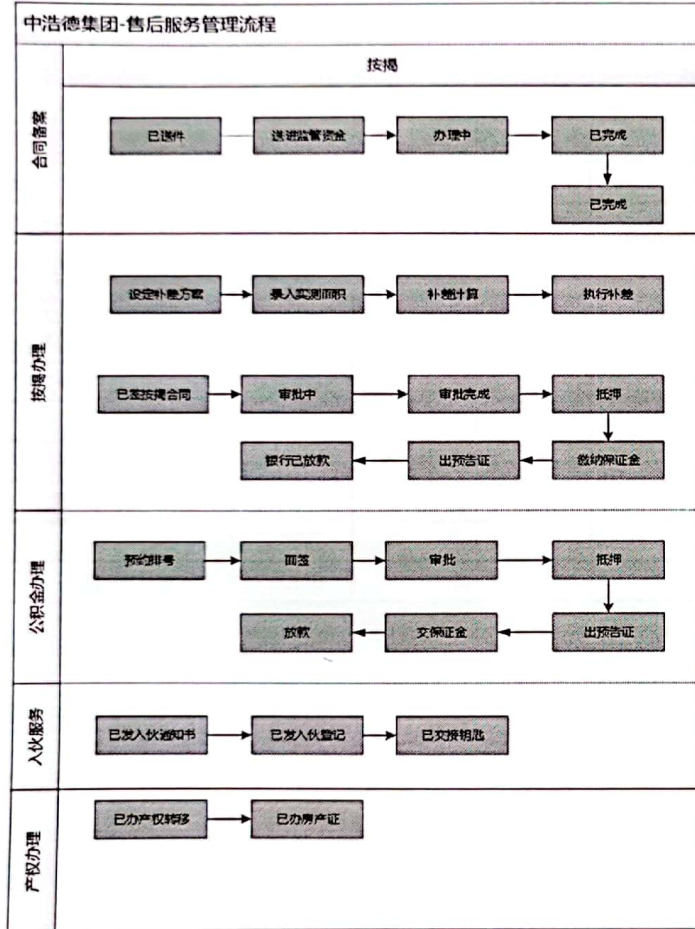 中浩德集团-售后服务管理流程
按揭
合同备案
已送件
送进监管资金
办理中
已完成
已完成
按揭办理
设定补差方案
录入实测面积
补差计算
执行补差
已签按揭合同
审批中
审批完成
抵押
银行已放款
出预告证
缴纳保证金
公积金办理
预约排号
面签
审批
抵押
放款
交保证金
出预告证
入伙服务
已发入伙通知书
已发入伙登记
已交接钥匙
产权办理
已办产权转移
已办房产证